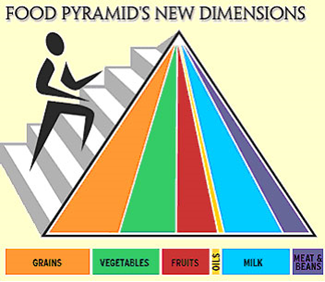 FOOD PYRAMID'S NEW DIMENSIONS
GRAINS
VEGETABLES
FRUITS
OILS
MILK
MEAT &
BEANS